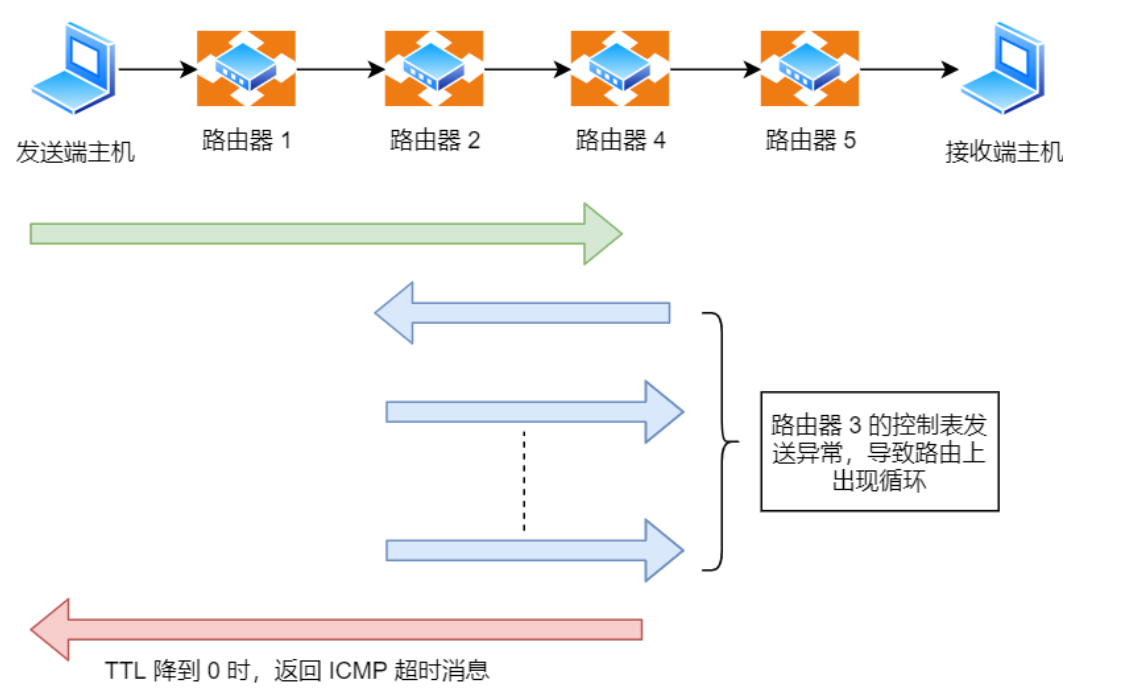 发送端主机
路由器 1
路由器 2
路由器 4
路由器 5
接收端主机
路由器 3 的控制表发
送异常，导致路由上
出现循环
TTL 降到 0 时，返回 ICMP 超时消息